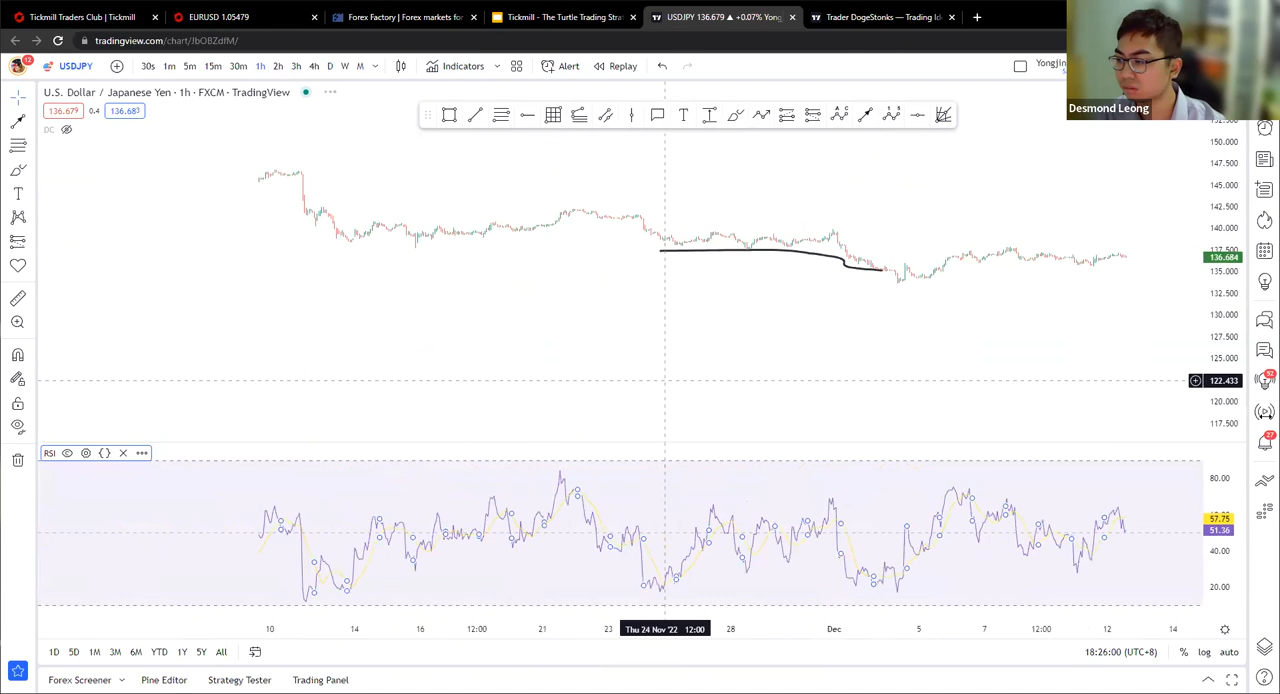 Tickmill Traders Club | Tickmill
EURUSD 1.05479
Forex Factory | Forex markets for
Tickmill - The Turtle Trading Strat
USDJPY 136.679 ▲ +0.07% Yong
Trader DogeStonks — Trading Id
tradingview.com/chart/JbOBZdfM/
12
USDJPY
30s 1m 5m 15m 30m 1h 2h 3h 4h D W M
Indicators
Alert
Replay
Yongjin
Desmond Leong
U.S. Dollar / Japanese Yen · 1h · FXCM · TradingView
136.679 0.4 136.683
DC
150.000
147.500
145.000
142.500
140.000
137.500
136.684
135.000
132.500
130.000
127.500
125.000
122.433
120.000
117.500
52
27
RSI
80.00
57.75
51.36
40.00
20.00
10 14 16 12:00 21 23 Thu 24 Nov '22 12:00 28 Dec 5 7 12:00 12 14
1D 5D 1M 3M 6M YTD 1Y 5Y All
18:26:00 (UTC+8) % log auto
Forex Screener Pine Editor Strategy Tester Trading Panel